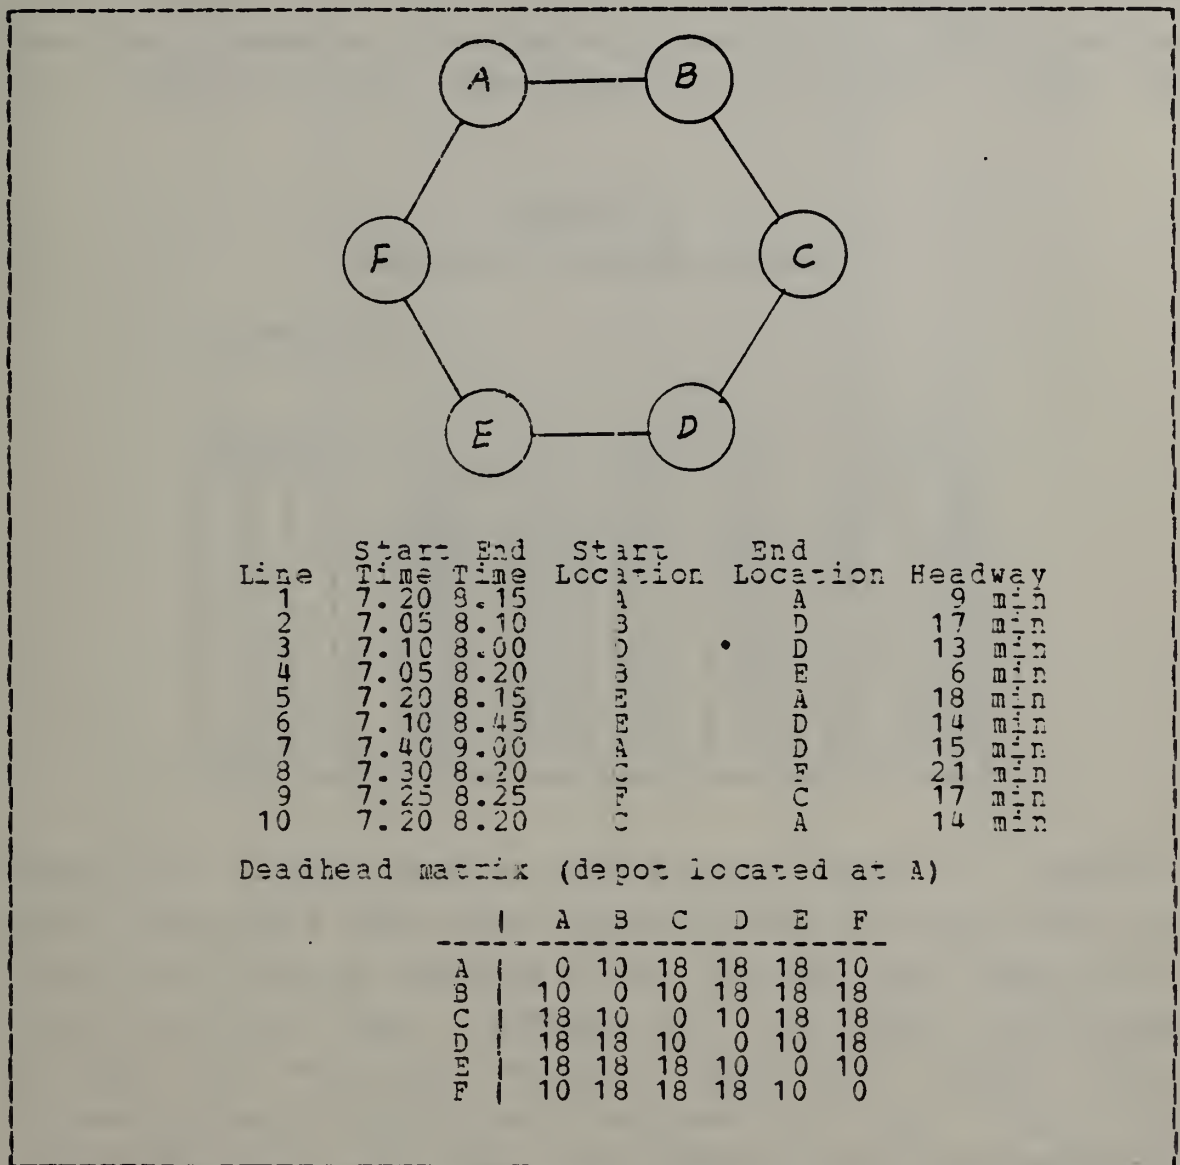 A B
F C
E D
Start End Start End
Line Time Time Location Location Headway
1 7.20 8.15 A A 9 min
2 7.05 8.10 B D 17 min
3 7.10 8.00 D D 13 min
4 7.05 8.20 B E 6 min
5 7.20 8.15 E A 18 min
6 7.10 8.45 E D 14 min
7 7.40 9.00 A D 15 min
8 7.30 8.20 C F 21 min
9 7.25 8.25 F C 17 min
10 7.20 8.20 C A 14 min
Deadhead matrix (depot located at A)
| A B C D E F
A | 0 10 18 18 18 10
B | 10 0 10 18 18 18
C | 18 10 0 10 18 18
D | 18 18 10 0 10 18
E | 18 18 18 10 0 10
F | 10 18 18 18 10 0